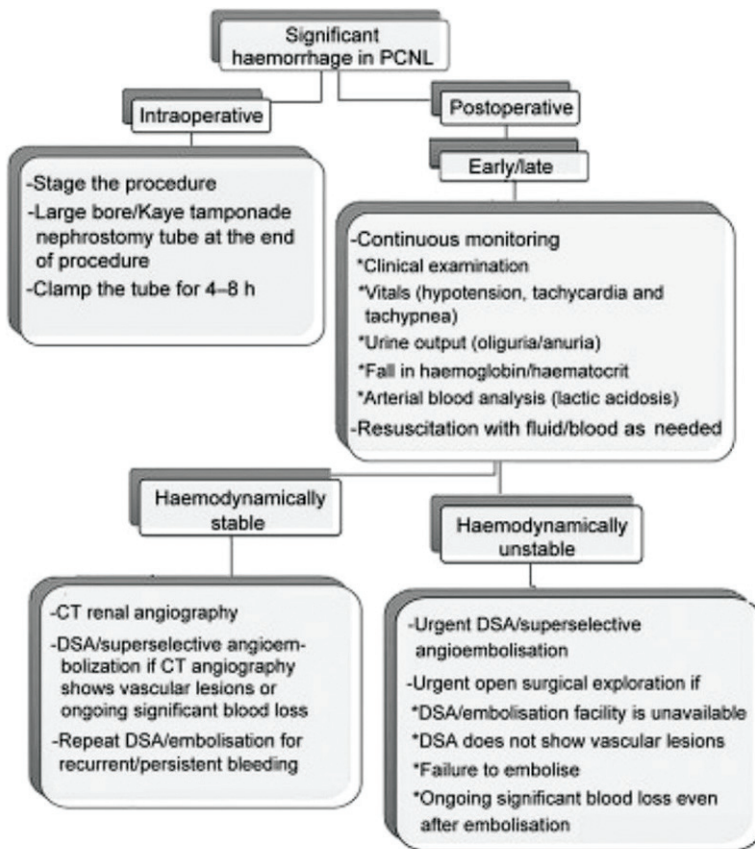 Significant
haemorrhage in PCNL
Intraoperative
Postoperative
Early/late
-Stage the procedure
-Large bore/Kaye tamponade
nephrostomy tube at the end
of procedure
-Clamp the tube for 4–8 h
-Continuous monitoring
*Clinical examination
*Vitals (hypotension, tachycardia and
tachypnea)
*Urine output (oliguria/anuria)
*Fall in haemoglobin/haematocrit
*Arterial blood analysis (lactic acidosis)
-Resuscitation with fluid/blood as needed
Haemodynamically
stable
Haemodynamically
unstable
-CT renal angiography
-DSA/superselective angioem-
bolization if CT angiography
shows vascular lesions or
ongoing significant blood loss
-Repeat DSA/embolisation for
recurrent/persistent bleeding
-Urgent DSA/superselective
angioembolisation
-Urgent open surgical exploration if
*DSA/embolisation facility is unavailable
*DSA does not show vascular lesions
*Failure to embolise
*Ongoing significant blood loss even
after embolisation